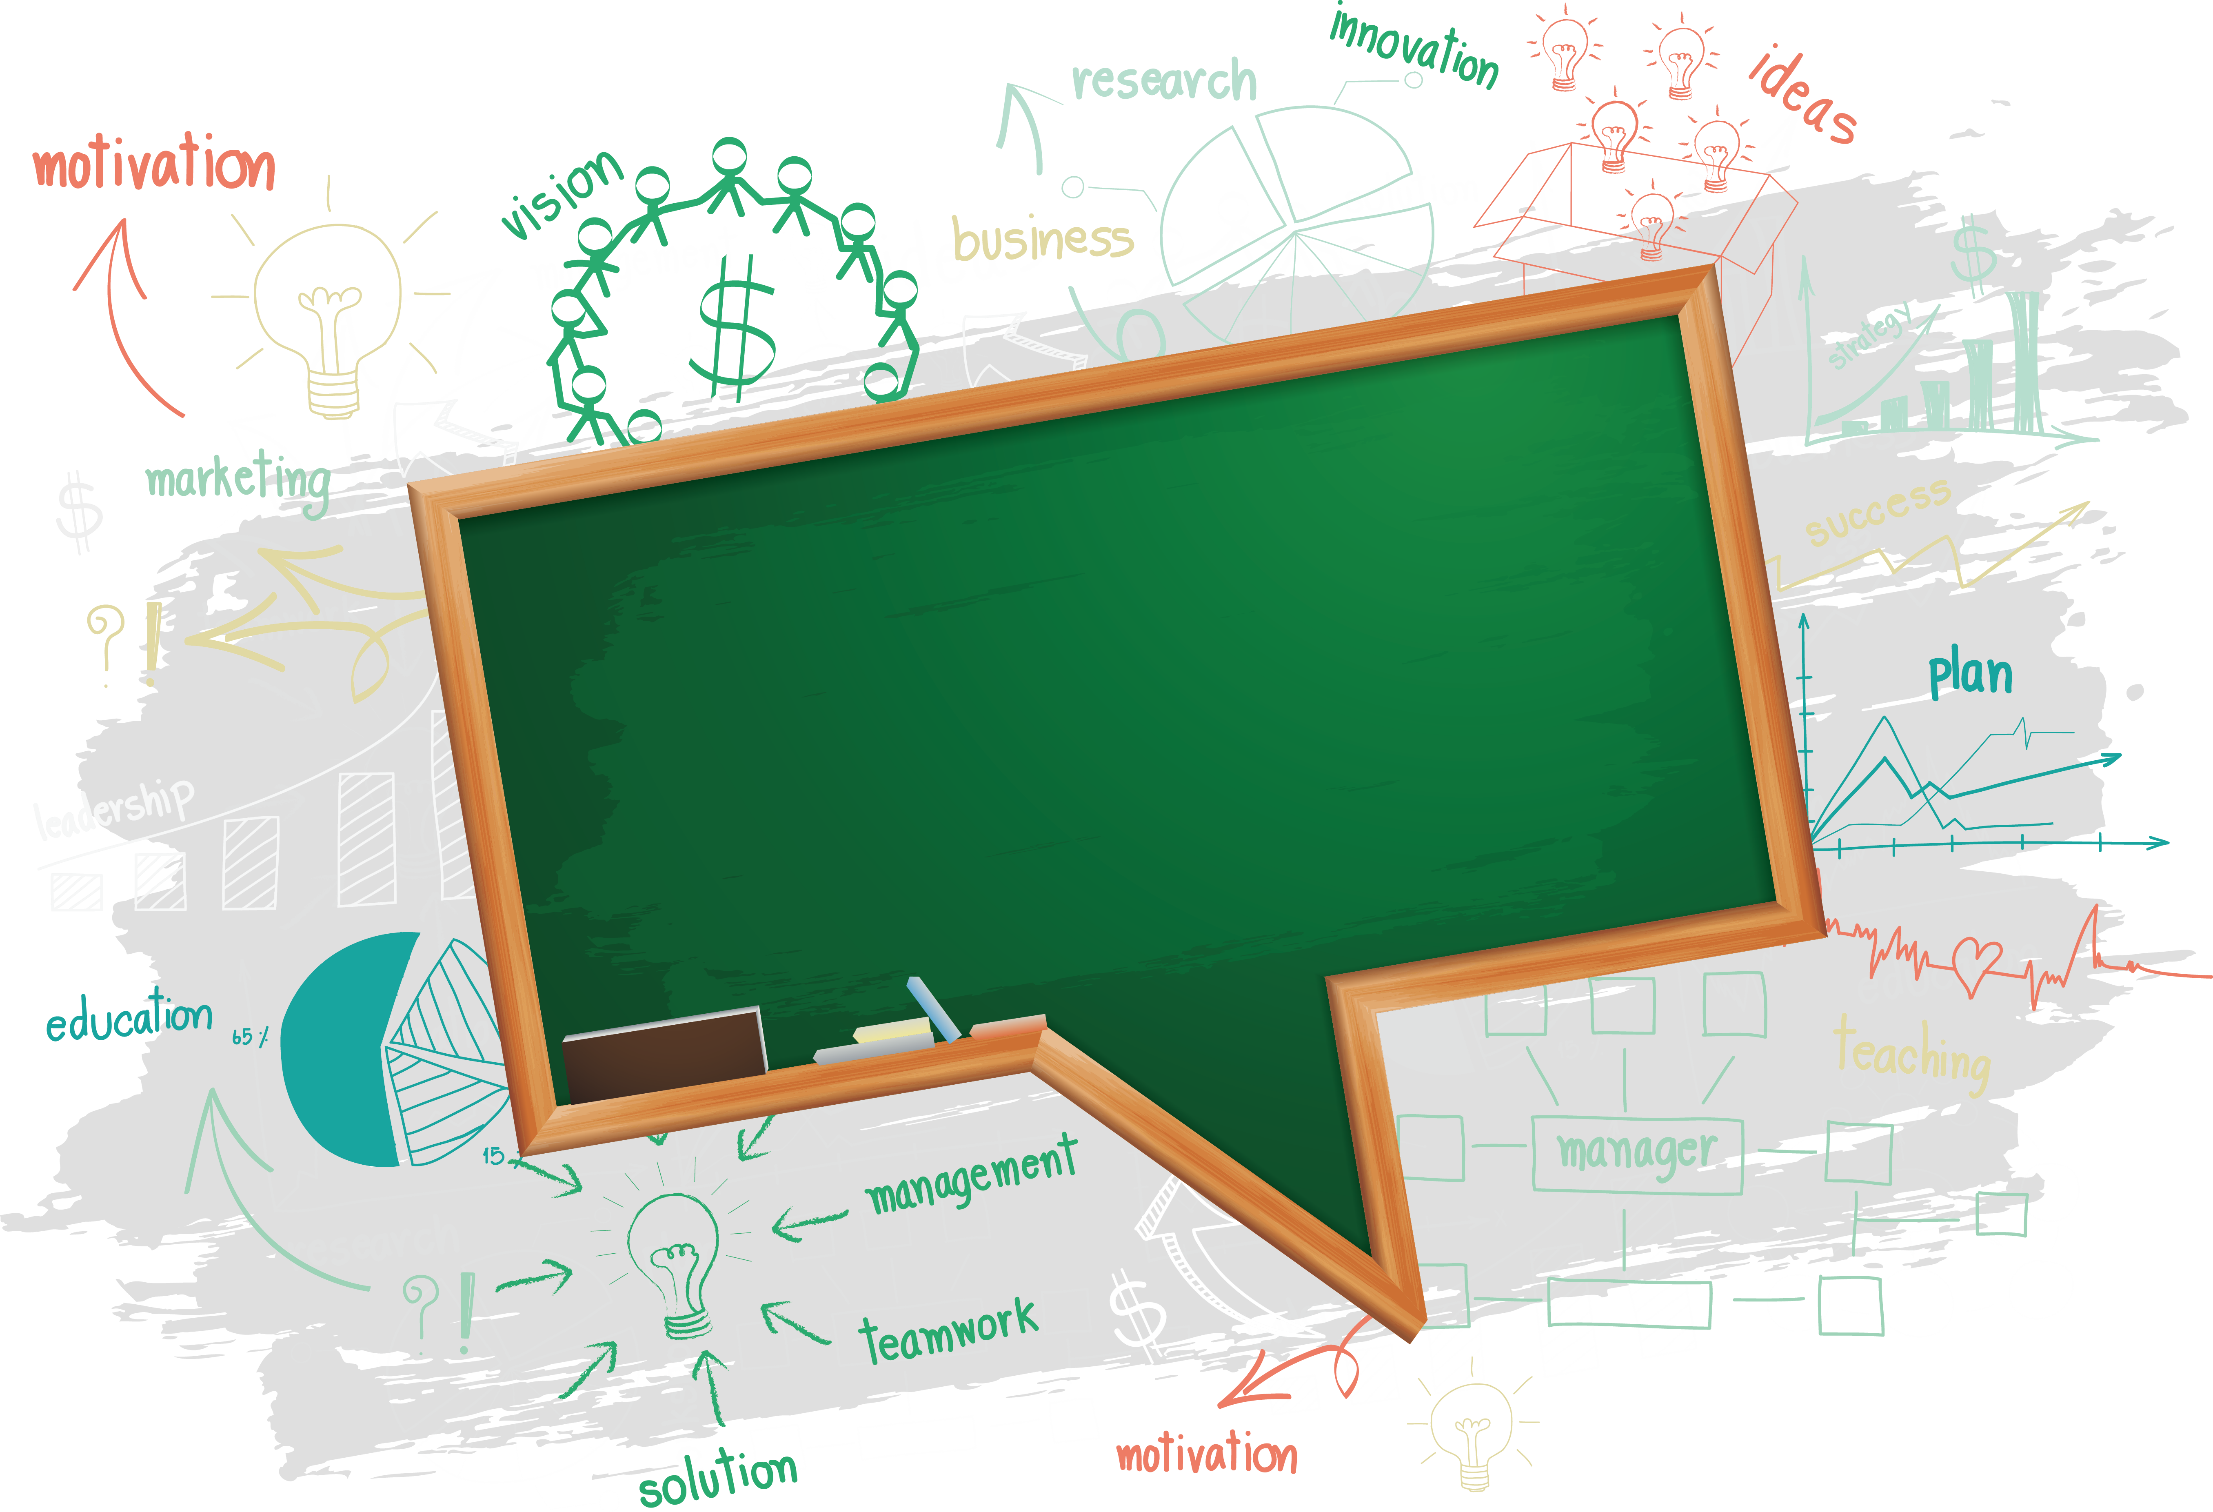 innovation
ideas
research
motivation
vision
business
$
$
strategy
marketing
$
success
? !
plan
leadership
education
65 %
teaching
15
management
manager
? !
$
teamwork
motivation
solution